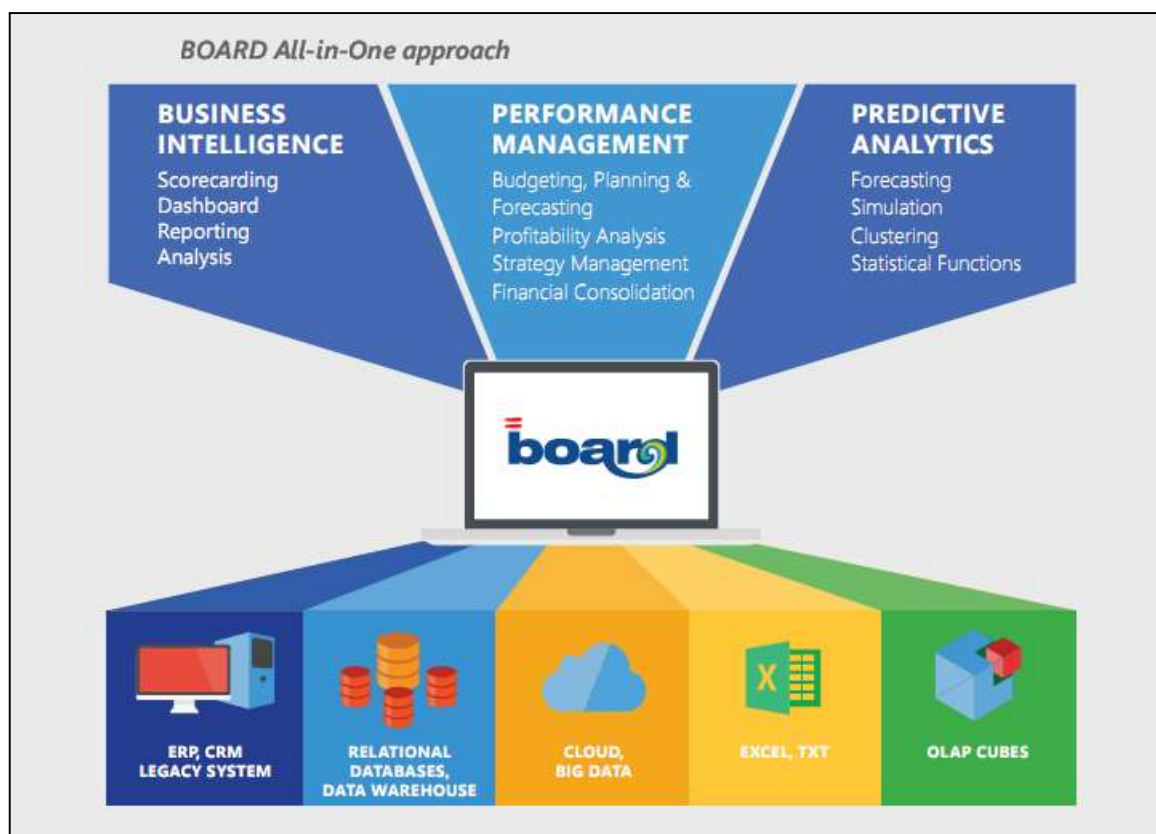 BOARD All-in-One approach
BUSINESS
INTELLIGENCE
Scorecarding
Dashboard
Reporting
Analysis
PERFORMANCE
MANAGEMENT
Budgeting, Planning &
Forecasting
Profitability Analysis
Strategy Management
Financial Consolidation
PREDICTIVE
ANALYTICS
Forecasting
Simulation
Clustering
Statistical Functions
board
ERP, CRM
LEGACY SYSTEM
RELATIONAL
DATABASES,
DATA WAREHOUSE
CLOUD,
BIG DATA
X
EXCEL, TXT
OLAP CUBES